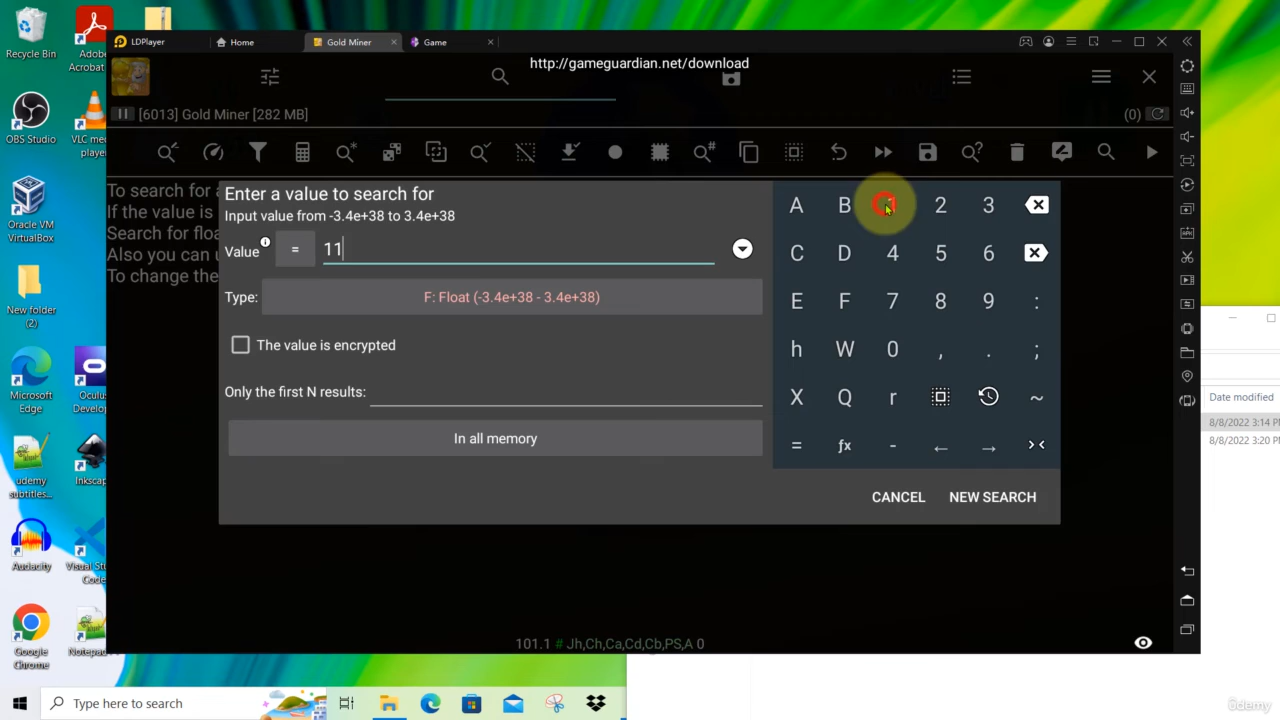 Recycle Bin
Adobe
Acrobat
OBS Studio
VLC media
player
Oracle VM
VirtualBox
New folder
(2)
Microsoft
Edge
Oculus
Develop
udemy
subtitles...
Inkscap
Audacity
Visual Stu
Code
Google
Chrome
Notepad
LDPlayer
Home
Gold Miner
Game
http://gameguardian.net/download
[6013] Gold Miner [282 MB]
(0)
To search for
If the value is
Search for floa
Also you can u
To change the
Enter a value to search for
Input value from -3.4e+38 to 3.4e+38
Value
=
11
Type:
F: Float (-3.4e+38 - 3.4e+38)
The value is encrypted
Only the first N results:
In all memory
A B 2 3
C D 4 5 6
E F 7 8 9 :
h W 0 , . ;
X Q r ~
= ƒx - ← →
CANCEL
NEW SEARCH
101.1 # Jh,Ch,Ca,Cd,Cb,PS,A 0
Date modified
8/8/2022 3:14 PM
8/8/2022 3:20 PM
Type here to search
ûdemy